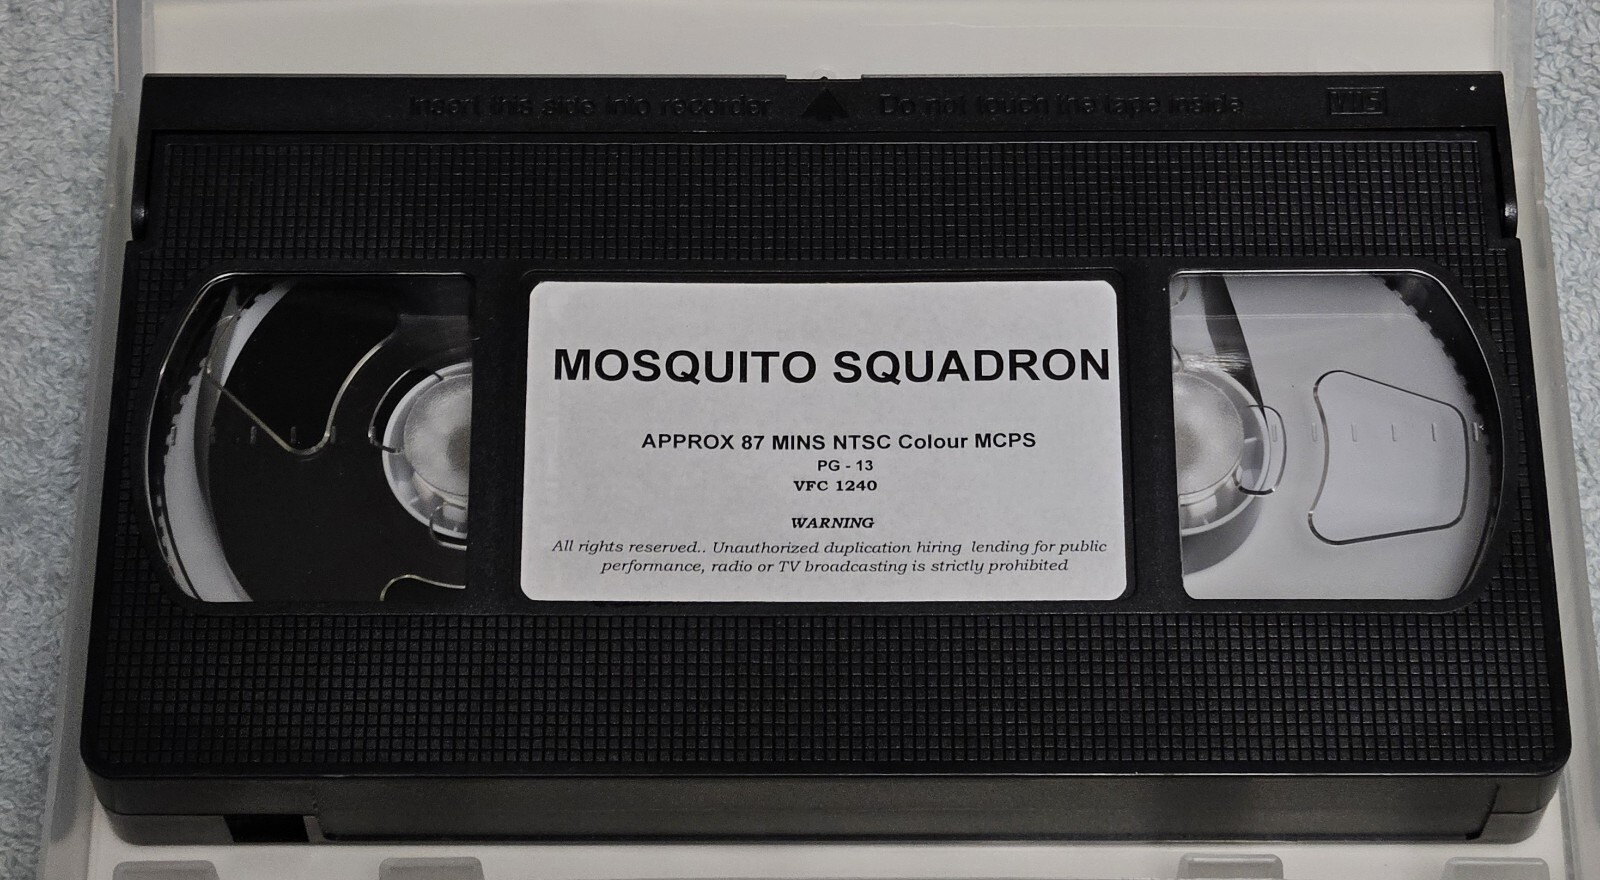 Insert this side into recorder Do not touch the tape inside VHS
MOSQUITO SQUADRON
APPROX 87 MINS NTSC Colour MCPS
PG - 13
VFC 1240
WARNING
All rights reserved.. Unauthorized duplication hiring lending for public
performance, radio or TV broadcasting is strictly prohibited